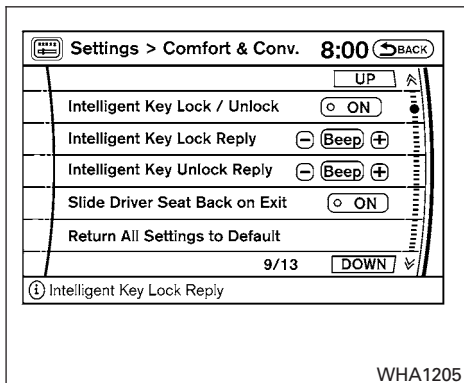 Settings > Comfort & Conv. 8:00 BACK
UP
Intelligent Key Lock / Unlock ON
Intelligent Key Lock Reply − Beep +
Intelligent Key Unlock Reply − Beep +
Slide Driver Seat Back on Exit ON
Return All Settings to Default
9/13 DOWN
i Intelligent Key Lock Reply
WHA1205